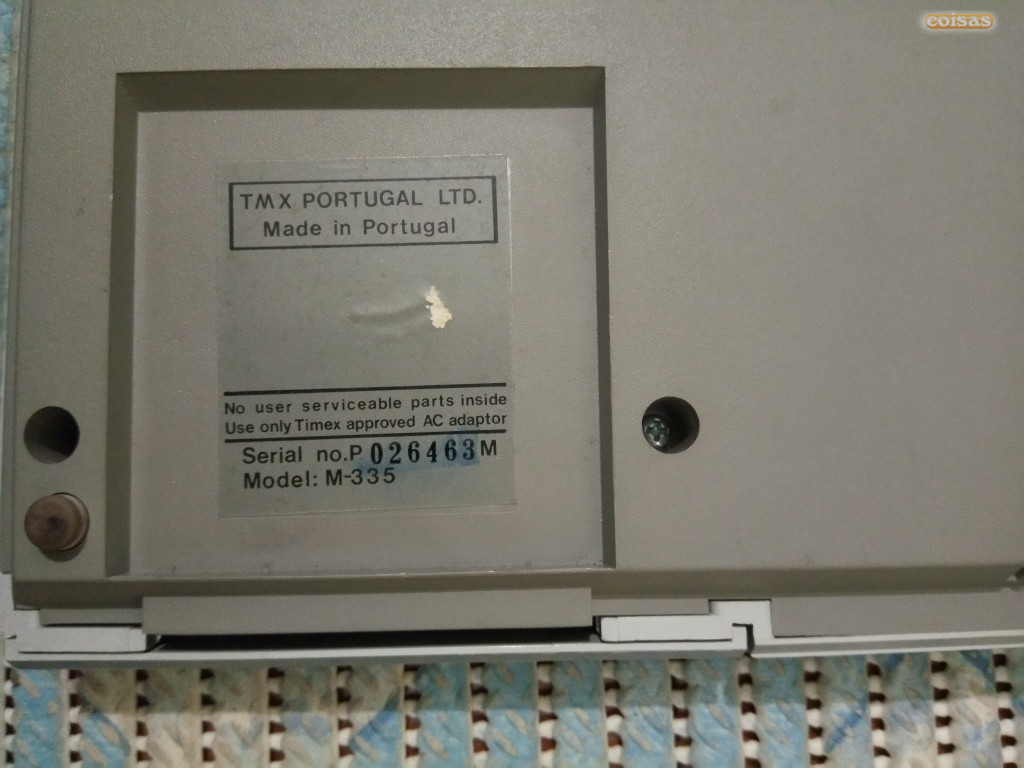 coisas
TMX PORTUGAL LTD.
Made in Portugal
No user serviceable parts inside
Use only Timex approved AC adaptor
Serial no.P 026463 M
Model: M-335